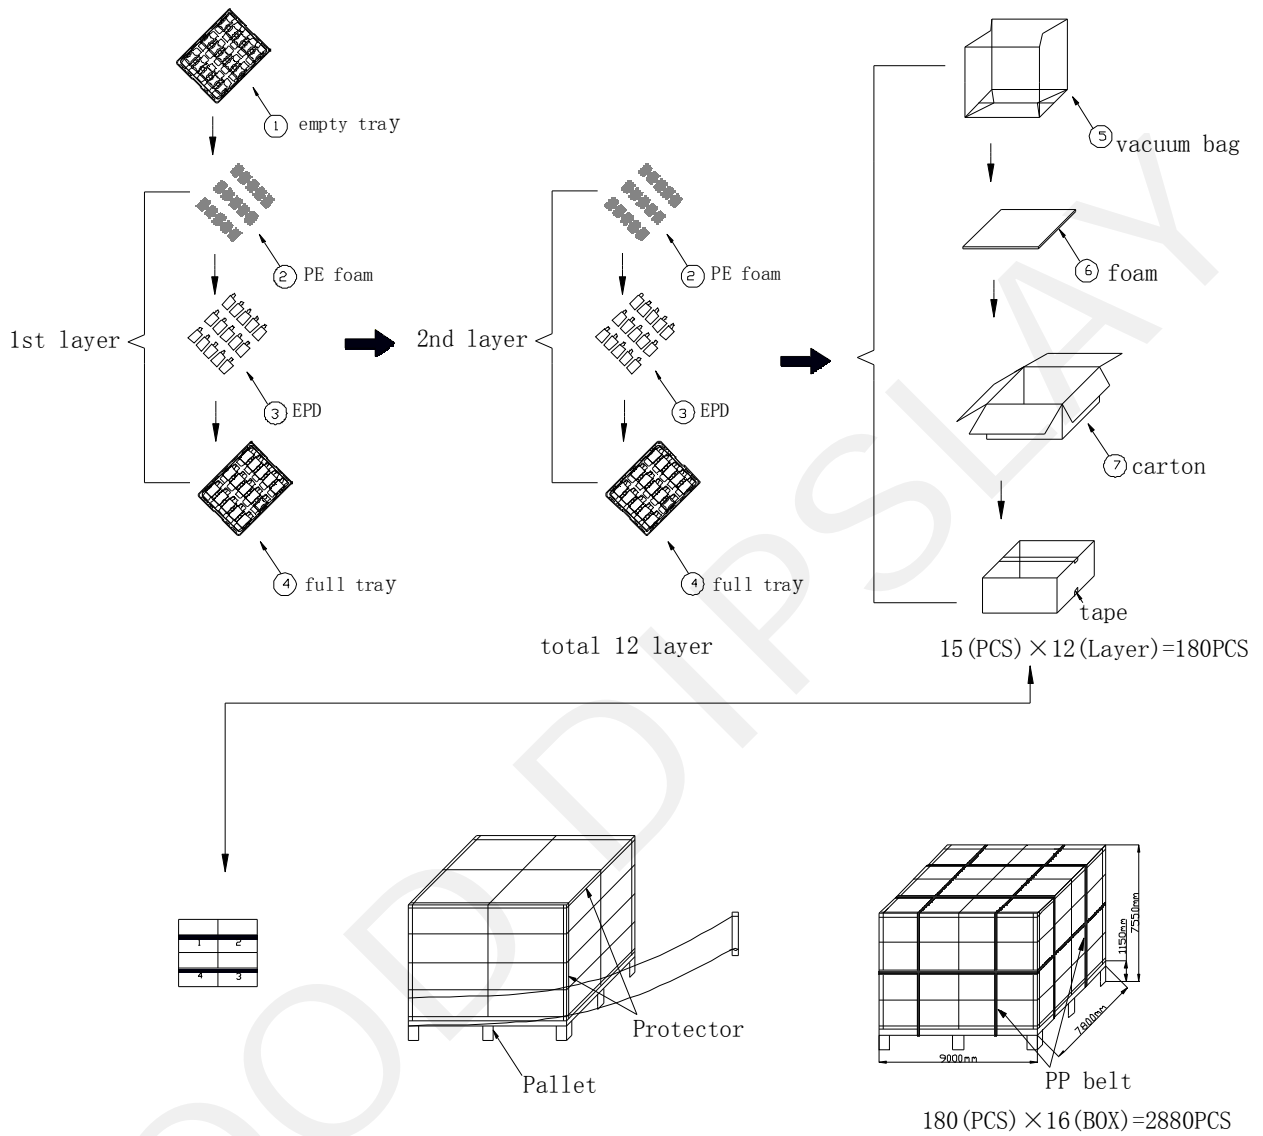 1 empty tray
2 PE foam
1st layer
3 EPD
4 full tray
2 PE foam
2nd layer
3 EPD
4 full tray
total 12 layer
5 vacuum bag
6 foam
7 carton
tape
15(PCS)×12(Layer)=180PCS
1 2
4 3
Protector
Pallet
1150mm
7550mm
7800mm
9000mm
PP belt
180(PCS)×16(BOX)=2880PCS
OOD DIPSLAY